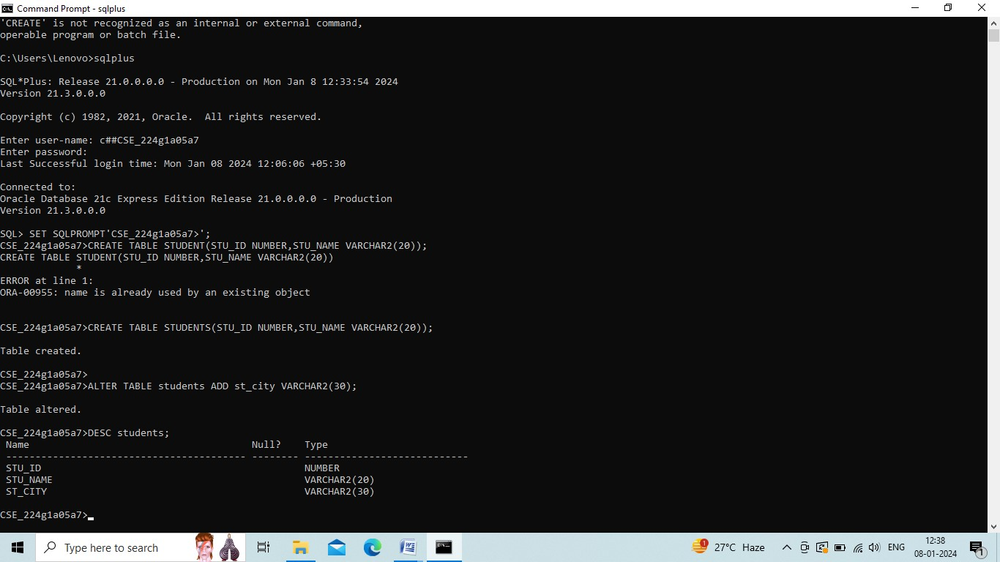 Command Prompt - sqlplus
'CREATE' is not recognized as an internal or external command,
operable program or batch file.
C:\Users\Lenovo>sqlplus
SQL*Plus: Release 21.0.0.0.0 - Production on Mon Jan 8 12:33:54 2024
Version 21.3.0.0.0
Copyright (c) 1982, 2021, Oracle.  All rights reserved.
Enter user-name: c##CSE_224g1a05a7
Enter password:
Last Successful login time: Mon Jan 08 2024 12:06:06 +05:30
Connected to:
Oracle Database 21c Express Edition Release 21.0.0.0.0 - Production
Version 21.3.0.0.0
SQL> SET SQLPROMPT'CSE_224g1a05a7>';
CSE_224g1a05a7>CREATE TABLE STUDENT(STU_ID NUMBER,STU_NAME VARCHAR2(20));
CREATE TABLE STUDENT(STU_ID NUMBER,STU_NAME VARCHAR2(20))
             *
ERROR at line 1:
ORA-00955: name is already used by an existing object
CSE_224g1a05a7>CREATE TABLE STUDENTS(STU_ID NUMBER,STU_NAME VARCHAR2(20));
Table created.
CSE_224g1a05a7>
CSE_224g1a05a7>ALTER TABLE students ADD st_city VARCHAR2(30);
Table altered.
CSE_224g1a05a7>DESC students;
 Name                                      Null?    Type
 ----------------------------------------- -------- ----------------------------
 STU_ID                                             NUMBER
 STU_NAME                                           VARCHAR2(20)
 ST_CITY                                            VARCHAR2(30)
CSE_224g1a05a7>
Type here to search
1
27°C Haze
ENG
12:38
08-01-2024
1